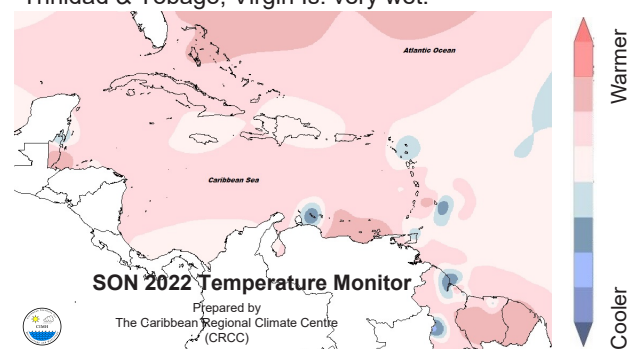 Trinidad & Tobago, Virgin Is. very wet.
Atlantic Ocean
Warmer
Caribbean Sea
SON 2022 Temperature Monitor
Prepared by
The Caribbean Regional Climate Centre
(CRCC)
CIMH
Cooler